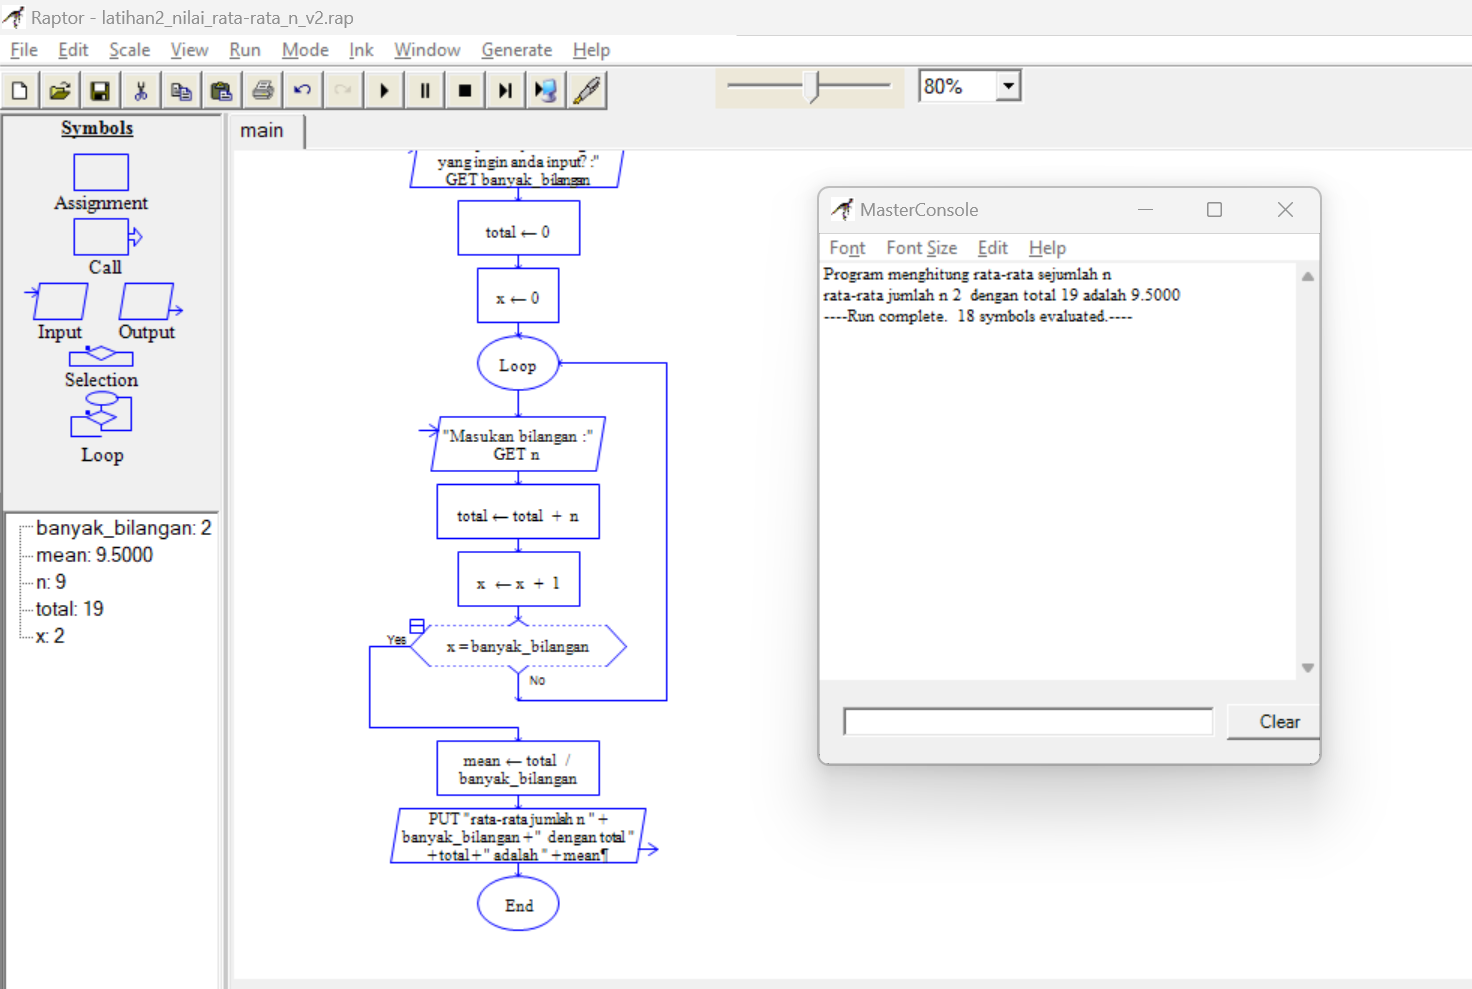 Raptor - latihan2_nilai_rata-rata_n_v2.rap
File Edit Scale View Run Mode Ink Window Generate Help
80%
Symbols
Assignment
Call
Input Output
Selection
Loop
banyak_bilangan: 2
mean: 9.5000
n: 9
total: 19
x: 2
main
yang ingin anda input? :"
GET banyak_bilangan
total ← 0
x ← 0
Loop
"Masukan bilangan :"
GET n
total ← total + n
x ← x + 1
Yes
x = banyak_bilangan
No
mean ← total /
banyak_bilangan
PUT "rata-rata jumlah n " +
banyak_bilangan +" dengan total "
+total+" adalah " +mean¶
End
MasterConsole
Font Font Size Edit Help
Program menghitung rata-rata sejumlah n
rata-rata jumlah n 2  dengan total 19 adalah 9.5000
----Run complete.  18 symbols evaluated.----
Clear